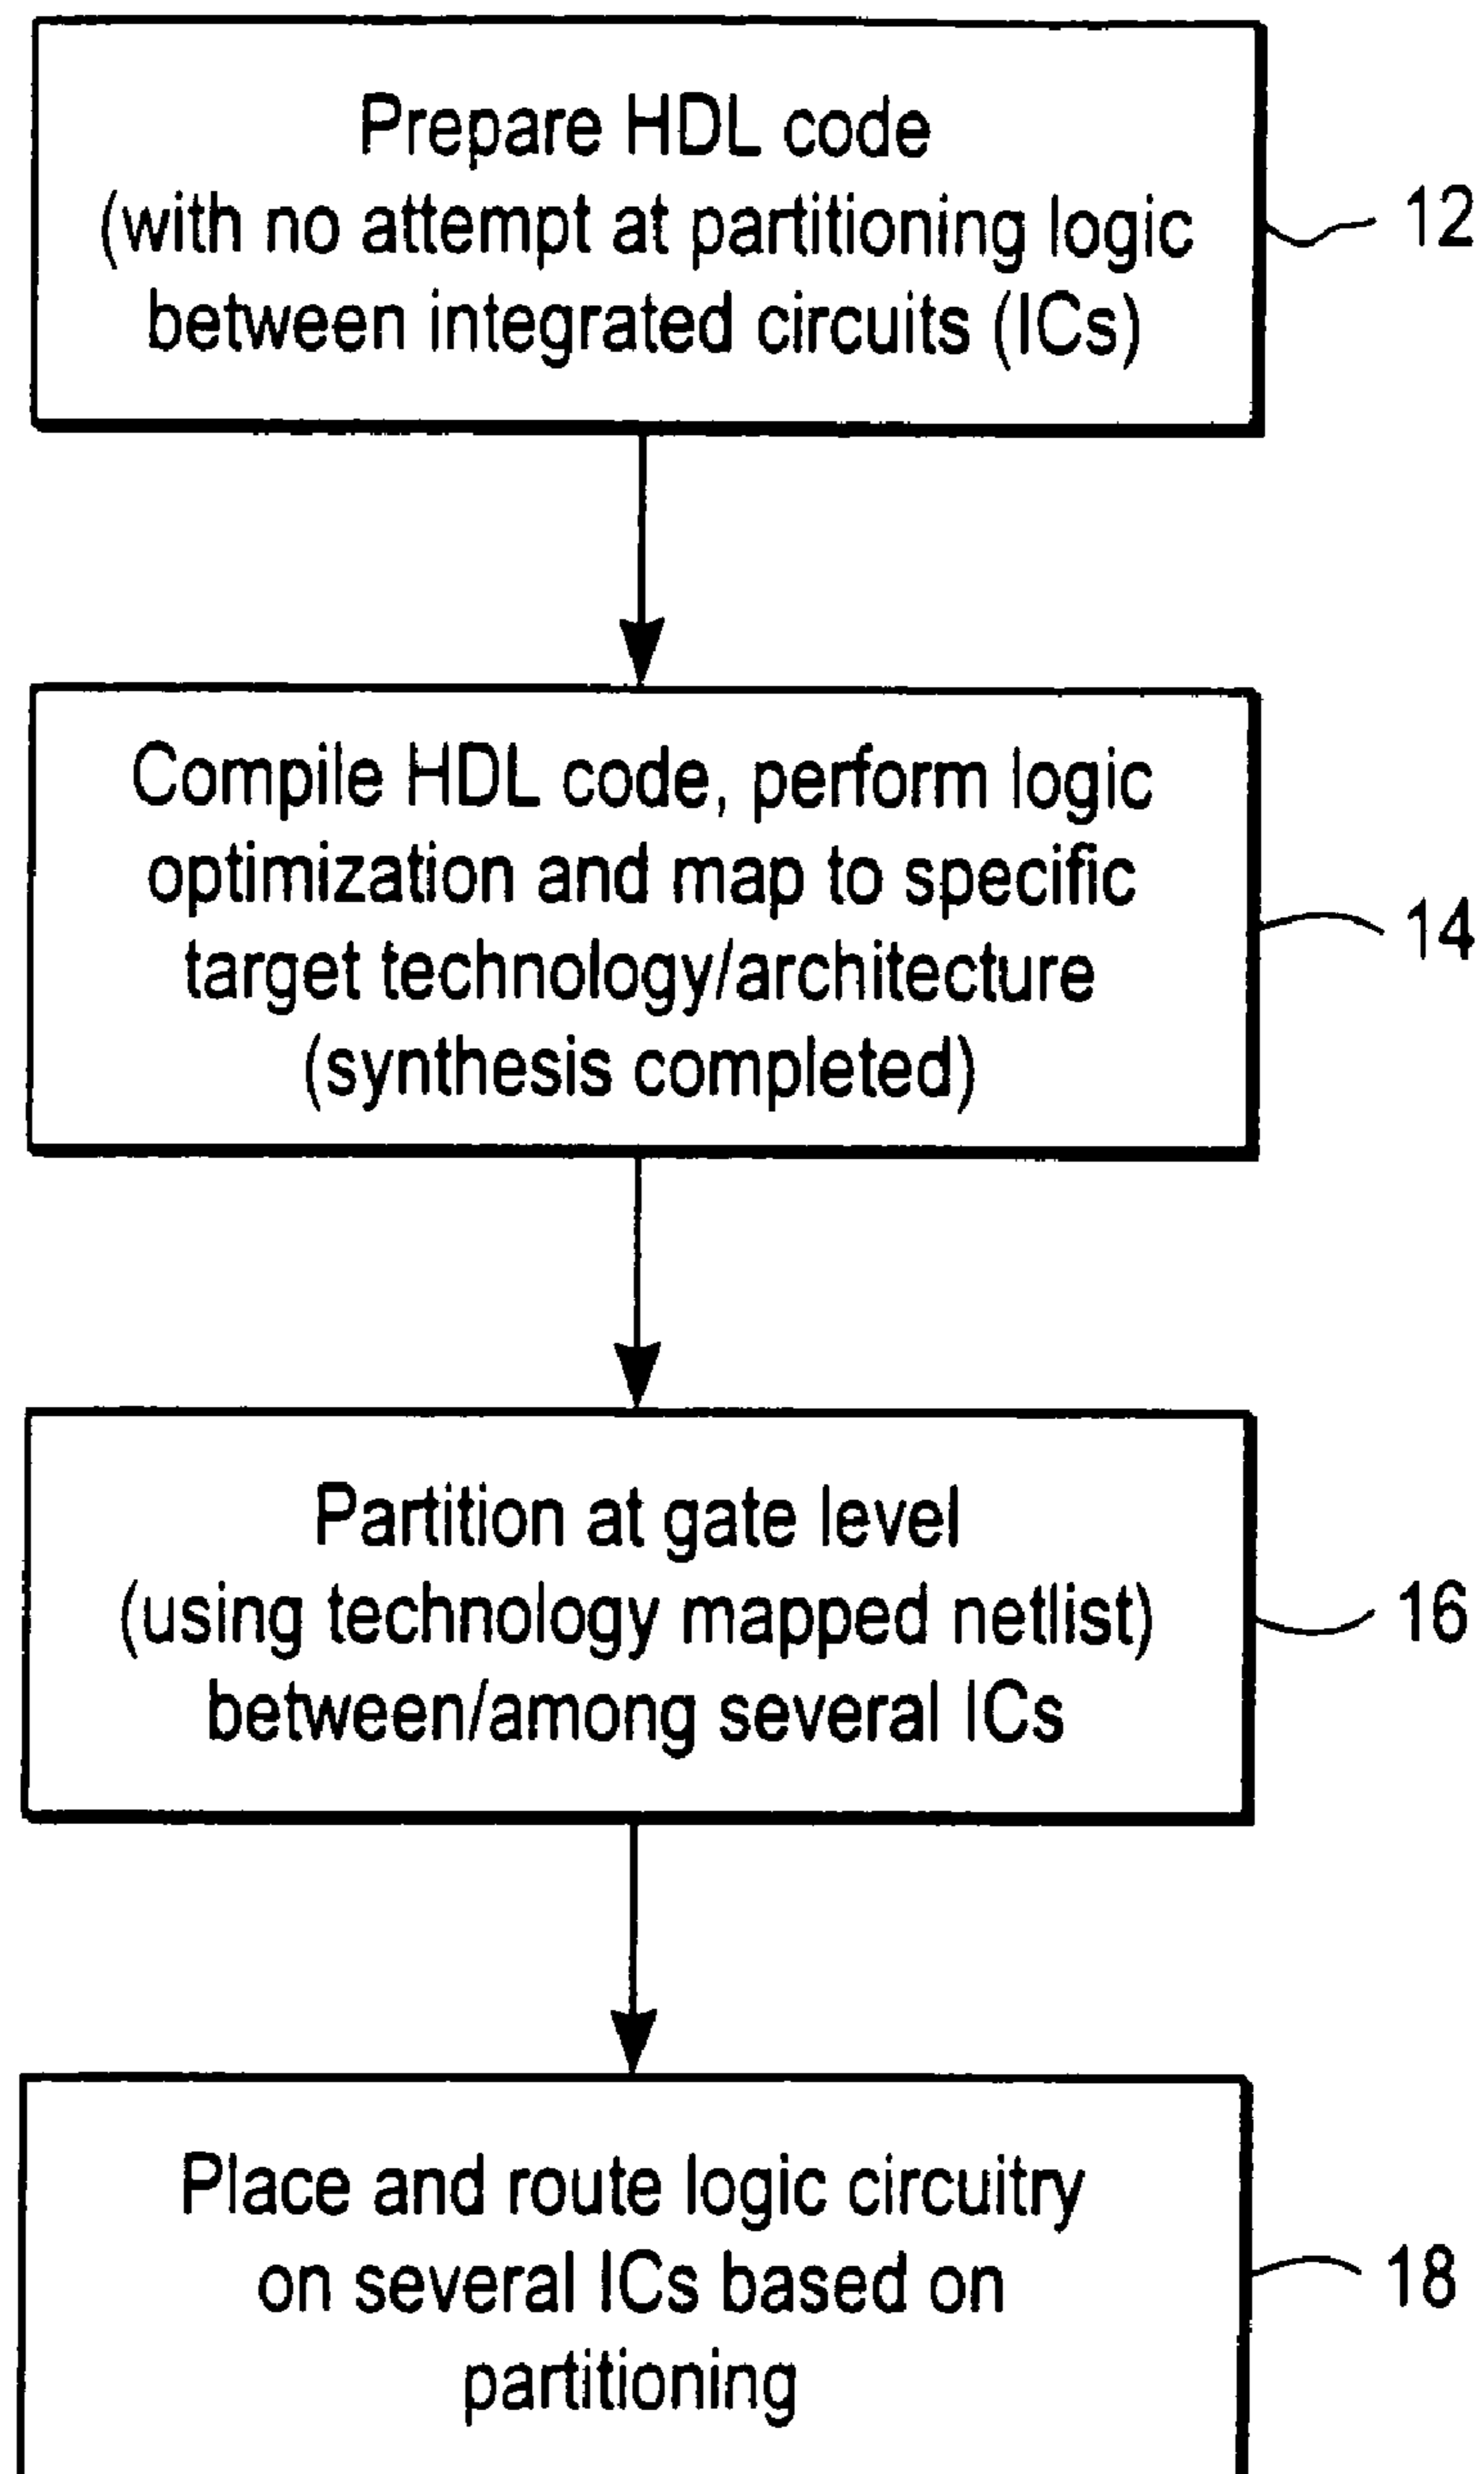 Prepare HDL code
(with no attempt at partitioning logic
between integrated circuits (ICs)
12
Compile HDL code, perform logic
optimization and map to specific
target technology/architecture
(synthesis completed)
14
Partition at gate level
(using technology mapped netlist)
between/among several ICs
16
Place and route logic circuitry
on several ICs based on
partitioning
18